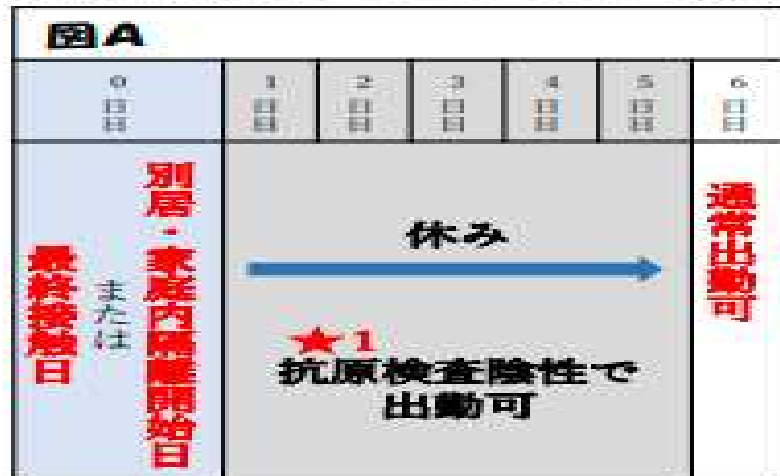 図A
0日目
1日目
2日目
3日目
4日目
5日目
6日目
最終接触日
または
別居・家庭内隔離開始日
休み
★1
抗原検査陰性で
出勤可
通常出勤可